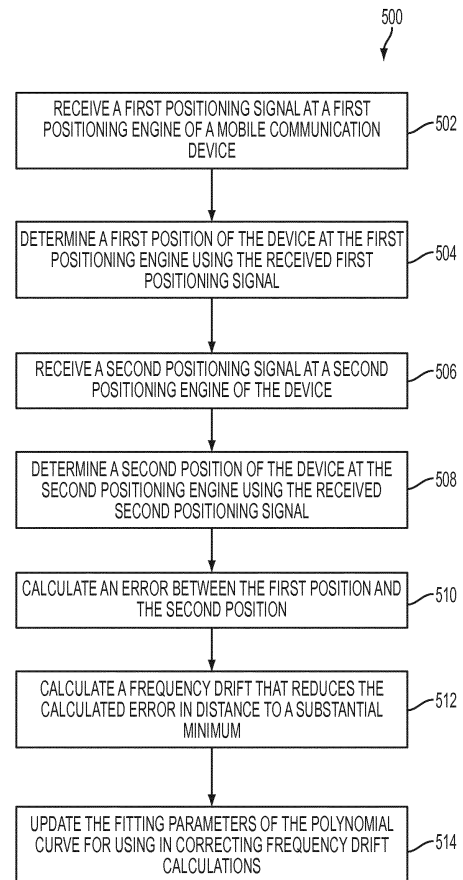 500
RECEIVE A FIRST POSITIONING SIGNAL AT A FIRST
POSITIONING ENGINE OF A MOBILE COMMUNICATION
DEVICE
502
DETERMINE A FIRST POSITION OF THE DEVICE AT THE FIRST
POSITIONING ENGINE USING THE RECEIVED FIRST
POSITIONING SIGNAL
504
RECEIVE A SECOND POSITIONING SIGNAL AT A SECOND
POSITIONING ENGINE OF THE DEVICE
506
DETERMINE A SECOND POSITION OF THE DEVICE AT THE
SECOND POSITIONING ENGINE USING THE RECEIVED
SECOND POSITIONING SIGNAL
508
CALCULATE AN ERROR BETWEEN THE FIRST POSITION AND
THE SECOND POSITION
510
CALCULATE A FREQUENCY DRIFT THAT REDUCES THE
CALCULATED ERROR IN DISTANCE TO A SUBSTANTIAL
MINIMUM
512
UPDATE THE FITTING PARAMETERS OF THE POLYNOMIAL
CURVE FOR USING IN CORRECTING FREQUENCY DRIFT
CALCULATIONS
514